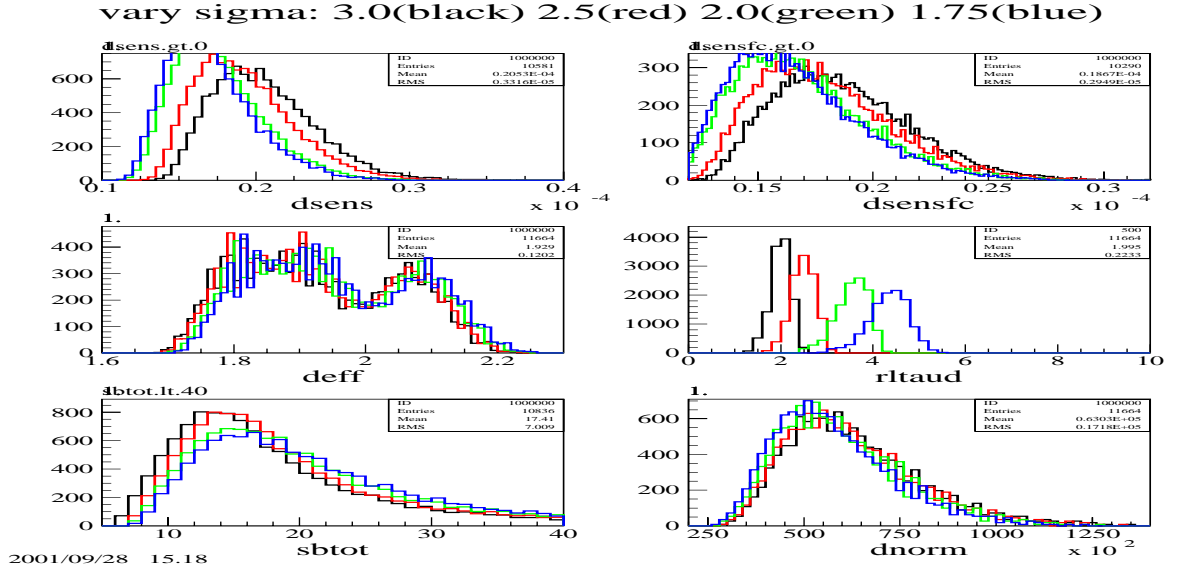 vary sigma: 3.0(black) 2.5(red) 2.0(green) 1.75(blue)
dsens.gt.0
ID 1000000
Entries 10581
Mean 0.2053E-04
RMS 0.3316E-05
600
400
200
0
0.1 0.2 0.3 0.4
x 10 -4
dsens
dsensfc.gt.0
ID 1000000
Entries 10290
Mean 0.1867E-04
RMS 0.2949E-05
300
200
100
0
0.15 0.2 0.25 0.3
x 10 -4
dsensfc
1.
ID 1000000
Entries 11664
Mean 1.929
RMS 0.1202
400
300
200
100
0
1.6 1.8 2 2.2
deff
ID 500
Entries 11664
Mean 1.995
RMS 0.2233
4000
3000
2000
1000
0
0 2 4 6 8 10
rltaud
sbtot.lt.40
ID 1000000
Entries 10836
Mean 17.41
RMS 7.009
800
600
400
200
0
10 20 30 40
sbtot
1.
ID 1000000
Entries 11664
Mean 0.6303E+05
RMS 0.1718E+05
600
400
200
0
250 500 750 1000 1250
x 10 2
dnorm
2001/09/28 15.18